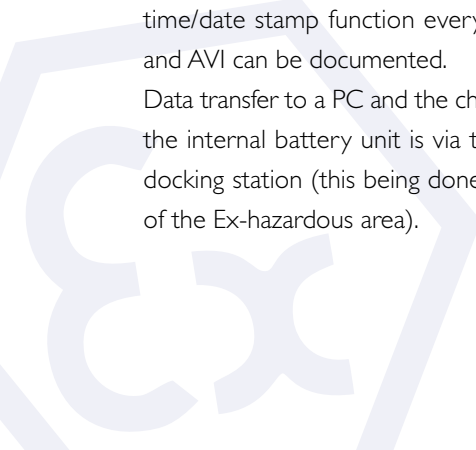 time/date stamp function every
and AVI can be documented.
Data transfer to a PC and the ch
the internal battery unit is via t
docking station (this being done
of the Ex-hazardous area).
εx